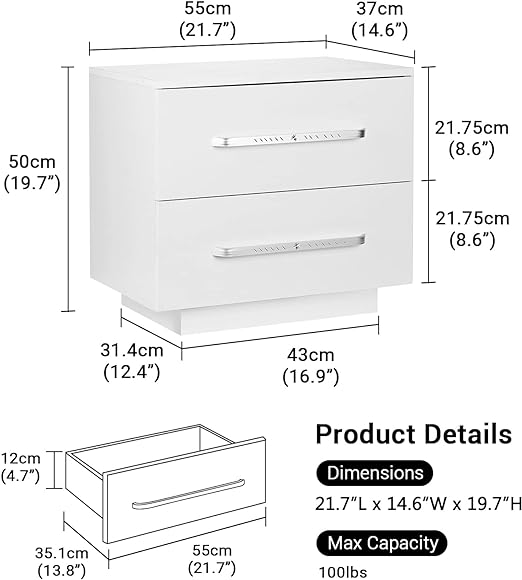 55cm
(21.7”)
37cm
(14.6”)
50cm
(19.7”)
21.75cm
(8.6”)
21.75cm
(8.6”)
31.4cm
(12.4”)
43cm
(16.9”)
12cm
(4.7”)
35.1cm
(13.8”)
55cm
(21.7”)
Product Details
Dimensions
21.7”L x 14.6”W x 19.7”H
Max Capacity
100lbs